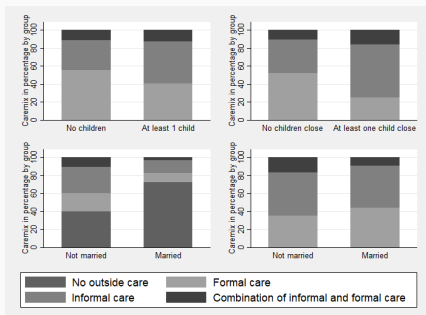 Caremix in percentage by group
100
80
60
40
20
0
No children At least 1 child
Caremix in percentage by group
100
80
60
40
20
0
No children close At least one child close
Caremix in percentage by group
100
80
60
40
20
0
Not married Married
Caremix in percentage by group
100
80
60
40
20
0
Not married Married
No outside care Formal care
Informal care Combination of informal and formal care